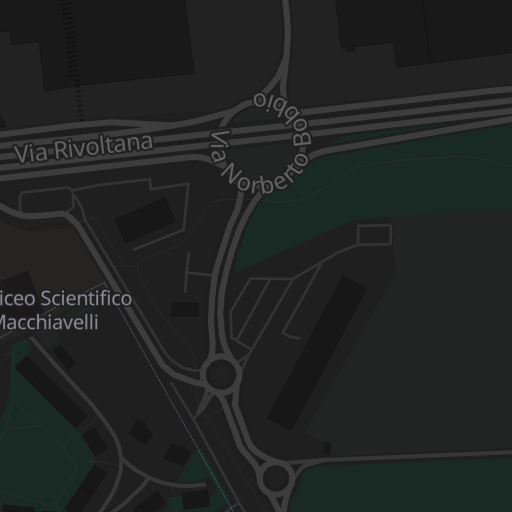 Via Norberto Bobbio
Via Rivoltana
iceo Scientifico
Macchiavelli